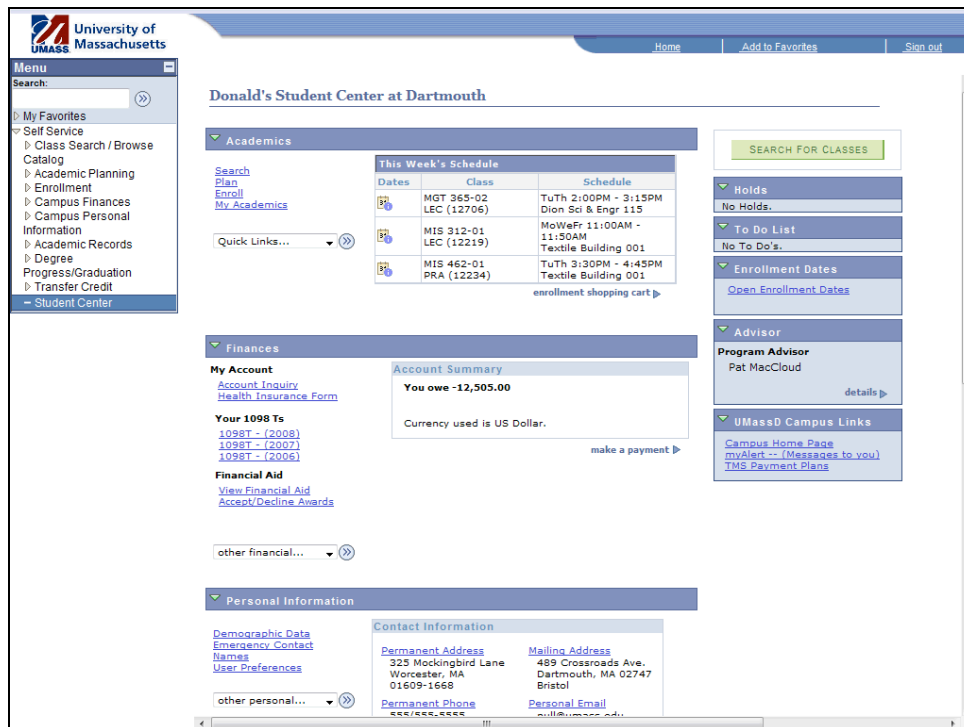 University of
Massachusetts
UMASS
Home
Add to Favorites
Sign out
Menu
Search:
My Favorites
Self Service
Class Search / Browse
Catalog
Academic Planning
Enrollment
Campus Finances
Campus Personal
Information
Academic Records
Degree
Progress/Graduation
Transfer Credit
Student Center
Donald's Student Center at Dartmouth
Academics
Search
Plan
Enroll
My Academics
Quick Links...
This Week's Schedule
Dates Class Schedule
MGT 365-02 TuTh 2:00PM - 3:15PM
LEC (12706) Dion Sci & Engr 115
MIS 312-01 MoWeFr 11:00AM -
LEC (12219) 11:50AM
Textile Building 001
MIS 462-01 TuTh 3:30PM - 4:45PM
PRA (12234) Textile Building 001
enrollment shopping cart
Finances
My Account
Account Inquiry
Health Insurance Form
Your 1098 Ts
1098T - (2008)
1098T - (2007)
1098T - (2006)
Financial Aid
View Financial Aid
Accept/Decline Awards
other financial...
Account Summary
You owe -12,505.00
Currency used is US Dollar.
make a payment
Personal Information
Demographic Data
Emergency Contact
Names
User Preferences
other personal...
Contact Information
Permanent Address
325 Mockingbird Lane
Worcester, MA
01609-1668
Mailing Address
489 Crossroads Ave.
Dartmouth, MA 02747
Bristol
Permanent Phone
555/555-5555
Personal Email
null@umass.edu
SEARCH FOR CLASSES
Holds
No Holds.
To Do List
No To Do's.
Enrollment Dates
Open Enrollment Dates
Advisor
Program Advisor
Pat MacCloud
details
UMassD Campus Links
Campus Home Page
myAlert -- (Messages to you)
TMS Payment Plans